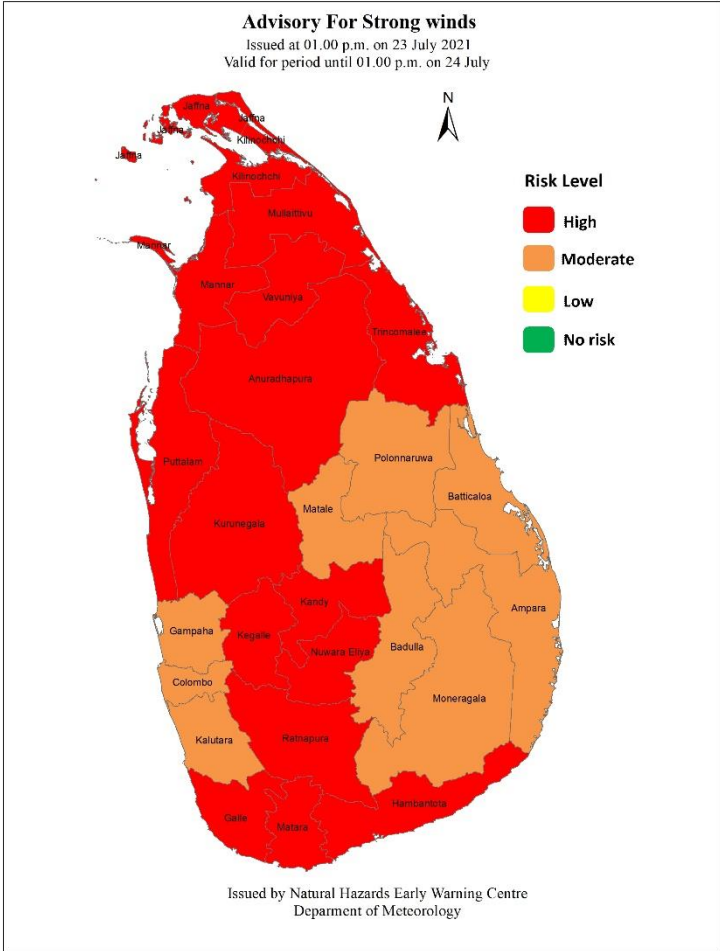 Advisory For Strong winds
Issued at 01.00 p.m. on 23 July 2021
Valid for period until 01.00 p.m. on 24 July
N
Jaffna
Jaffna
Jaffna
Kilinochchi
Jaffna
Kilinochchi
Risk Level
High
Mullaittivu
Mannar
Moderate
Mannar
Vavuniya
Low
Trincomalee
No risk
Anuradhapura
Polonnaruwa
Puttalam
Batticaloa
Matale
Kurunegala
Kandy
Ampara
Gampaha
Kegalle
Badulla
Nuwara Eliya
Colombo
Moneragala
Kalutara
Ratnapura
Hambantota
Galle
Matara
Issued by Natural Hazards Early Warning Centre
Deparment of Meteorology